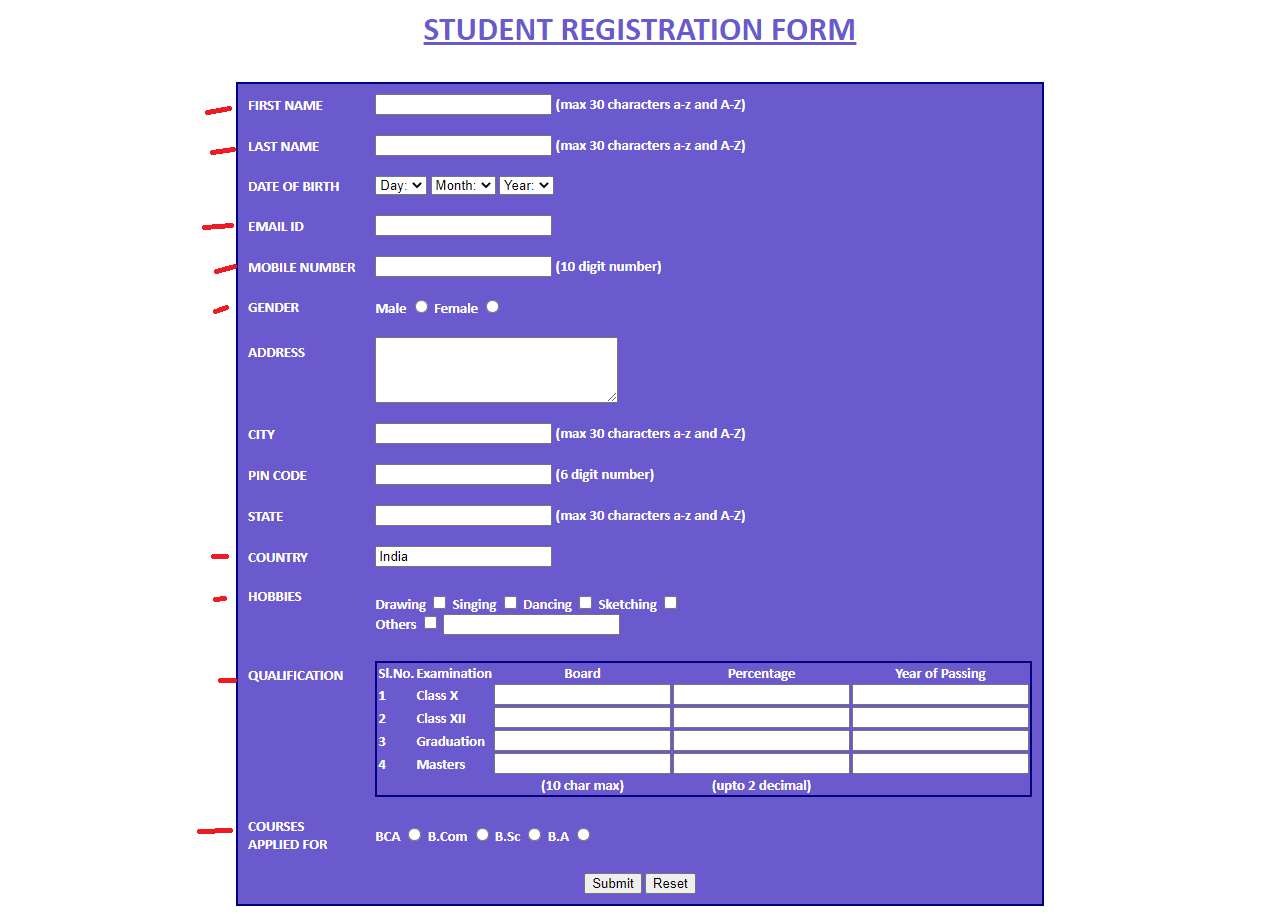 STUDENT REGISTRATION FORM
FIRST NAME (max 30 characters a-z and A-Z)
LAST NAME (max 30 characters a-z and A-Z)
DATE OF BIRTH Day: Month: Year:
EMAIL ID
MOBILE NUMBER (10 digit number)
GENDER Male Female
ADDRESS
CITY (max 30 characters a-z and A-Z)
PIN CODE (6 digit number)
STATE (max 30 characters a-z and A-Z)
COUNTRY India
HOBBIES
Drawing Singing Dancing Sketching
Others
QUALIFICATION
Sl.No. Examination Board Percentage Year of Passing
1 Class X
2 Class XII
3 Graduation
4 Masters
(10 char max) (upto 2 decimal)
COURSES
APPLIED FOR
BCA B.Com B.Sc B.A
Submit Reset